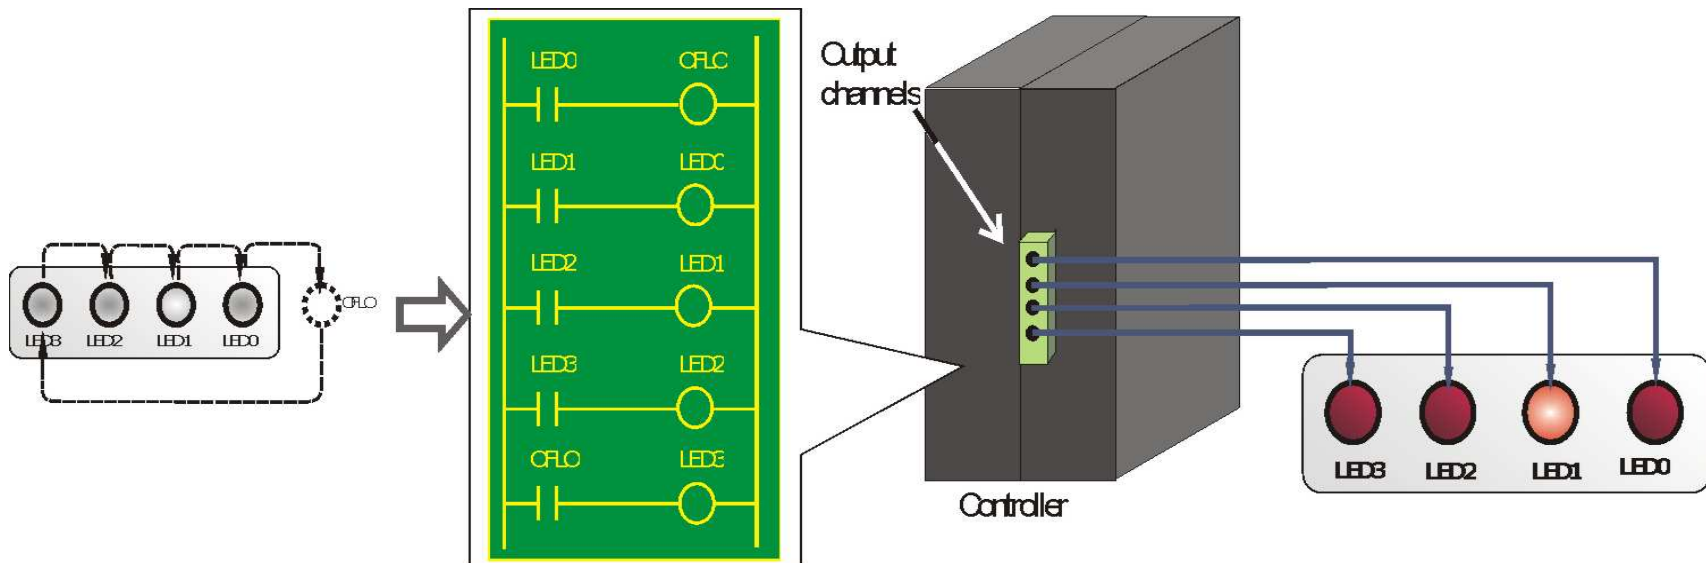 LED3 LED2 LED1 LED0
OFLO
LED0 OFLO
LED1 LED0
LED2 LED1
LED3 LED2
OFLO LED3
Output
channels
Controller
LED3 LED2 LED1 LED0